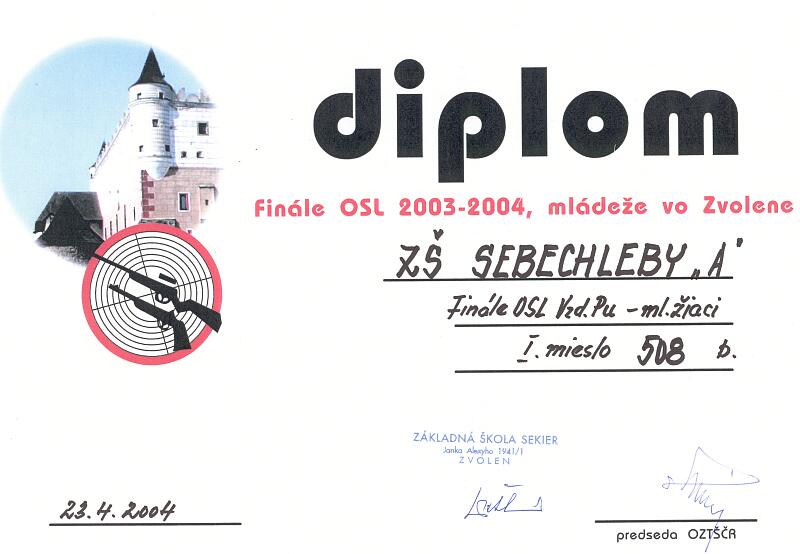 diplom
Finále OSL 2003-2004, mládeže vo Zvolene
ZŠ SEBECHLEBY „A"
Finále OSL Vzd.Pu - ml.žiaci
I. miesto 508 b.
ZÁKLADNÁ ŠKOLA SEKIER
Janka Alexyho 1941/1
ZVOLEN
23.4.2004
predseda OZTŠČR